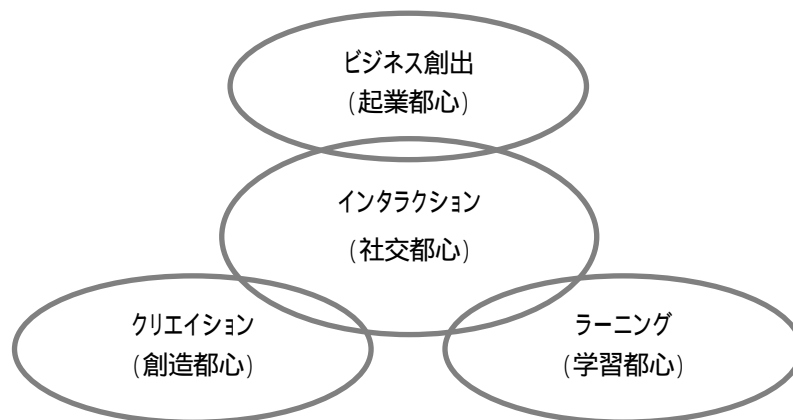 ビジネス創出
(起業都心)
インタラクション
(社交都心)
クリエイション
(創造都心)
ラーニング
(学習都心)